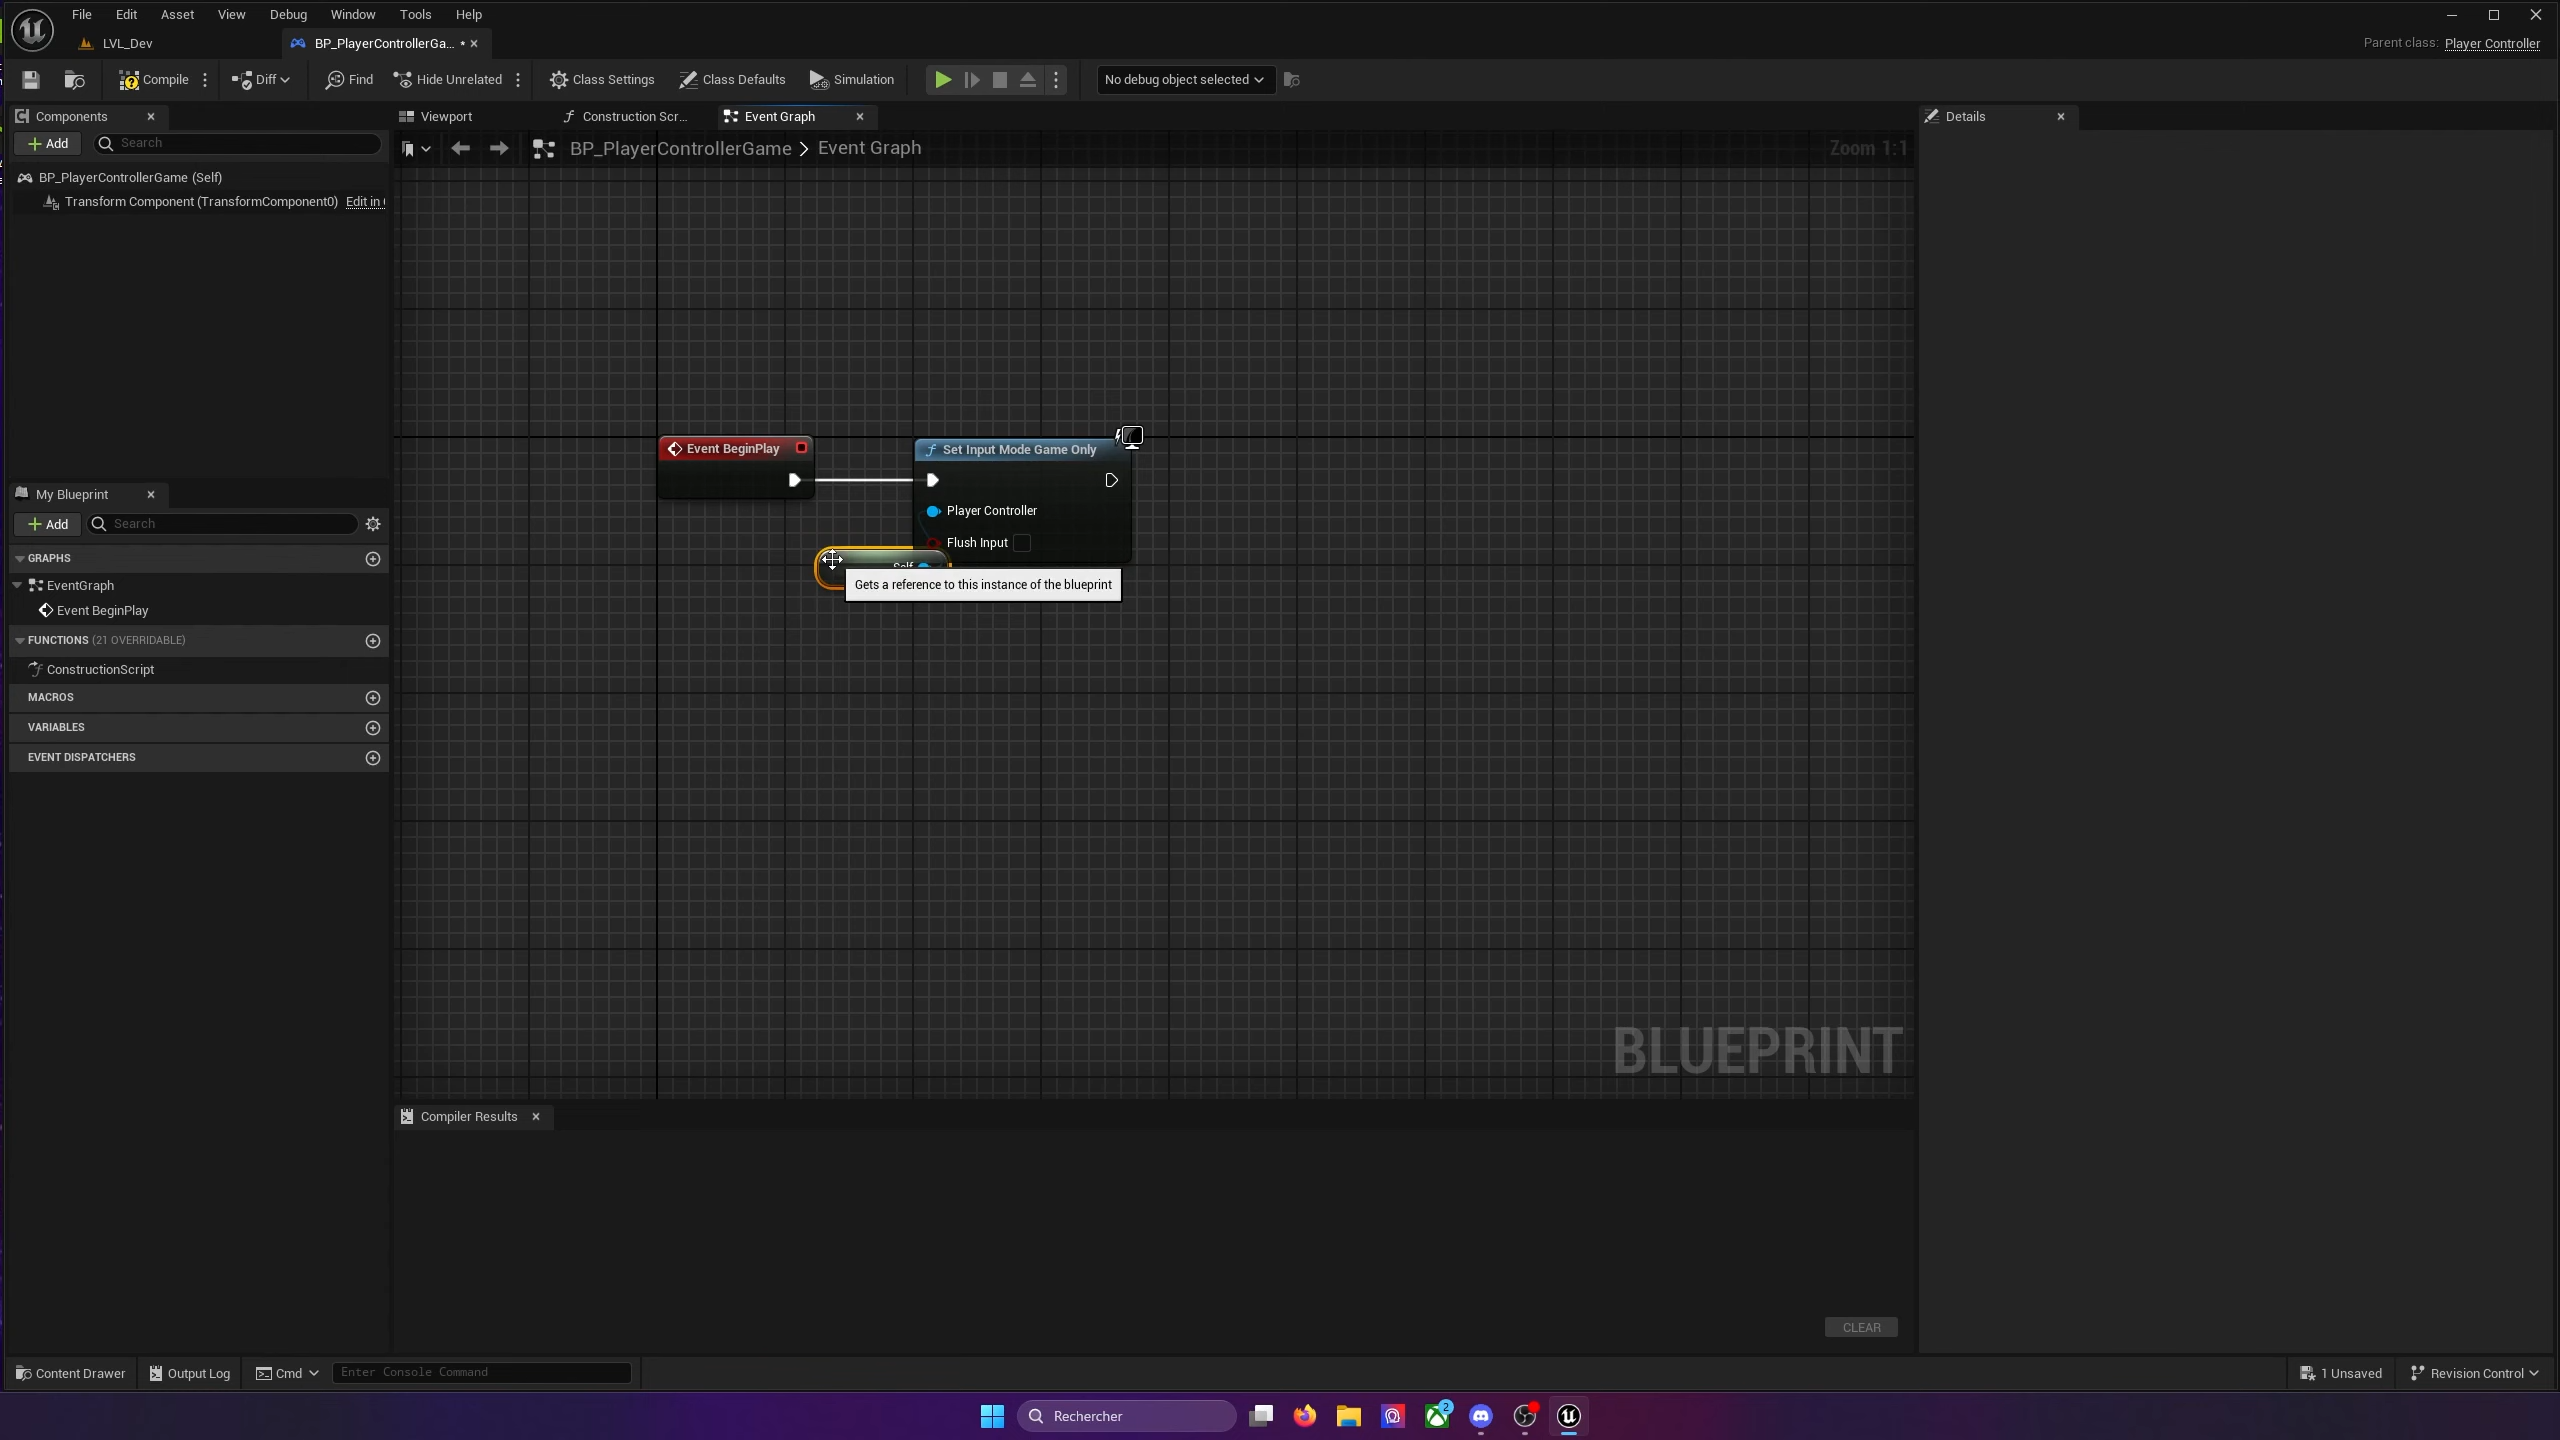 File Edit Asset View Debug Window Tools Help
LVL_Dev
BP_PlayerControllerGa... *
Parent class: Player Controller
Compile
Diff
Find
Hide Unrelated
Class Settings
Class Defaults
Simulation
No debug object selected
Components
Add
Search
BP_PlayerControllerGame (Self)
Transform Component (TransformComponent0) Edit in
Viewport
Construction Scr...
Event Graph
BP_PlayerControllerGame > Event Graph
Zoom 1:1
Details
Event BeginPlay
Set Input Mode Game Only
Player Controller
Flush Input
Self
Gets a reference to this instance of the blueprint
My Blueprint
Add
Search
GRAPHS
EventGraph
Event BeginPlay
FUNCTIONS (21 OVERRIDABLE)
ConstructionScript
MACROS
VARIABLES
EVENT DISPATCHERS
BLUEPRINT
Compiler Results
CLEAR
Content Drawer
Output Log
Cmd
Enter Console Command
1 Unsaved
Revision Control
Rechercher
2